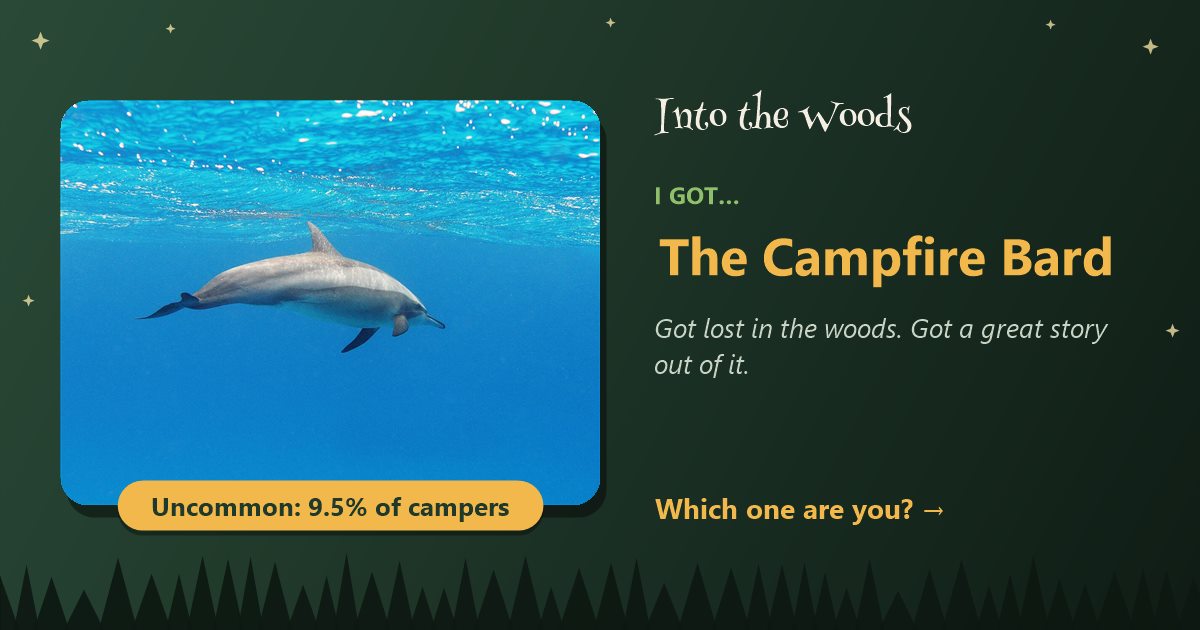 Into the Woods
I GOT...
The Campfire Bard
Got lost in the woods. Got a great story
out of it.
Uncommon: 9.5% of campers
Which one are you? →